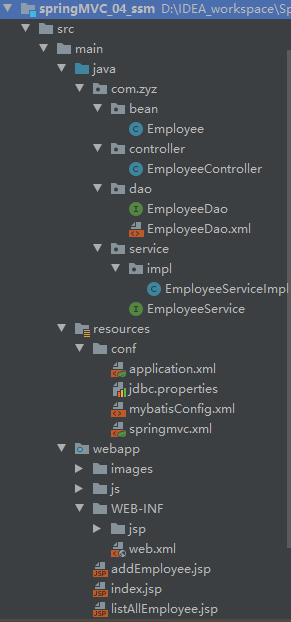 springMVC_04_ssm D:\IDEA_workspace\Sp
src
main
java
com.zyz
bean
Employee
controller
EmployeeController
dao
EmployeeDao
EmployeeDao.xml
service
impl
EmployeeServiceImpl
EmployeeService
resources
conf
application.xml
jdbc.properties
mybatisConfig.xml
springmvc.xml
webapp
images
js
WEB-INF
jsp
web.xml
addEmployee.jsp
index.jsp
listAllEmployee.jsp